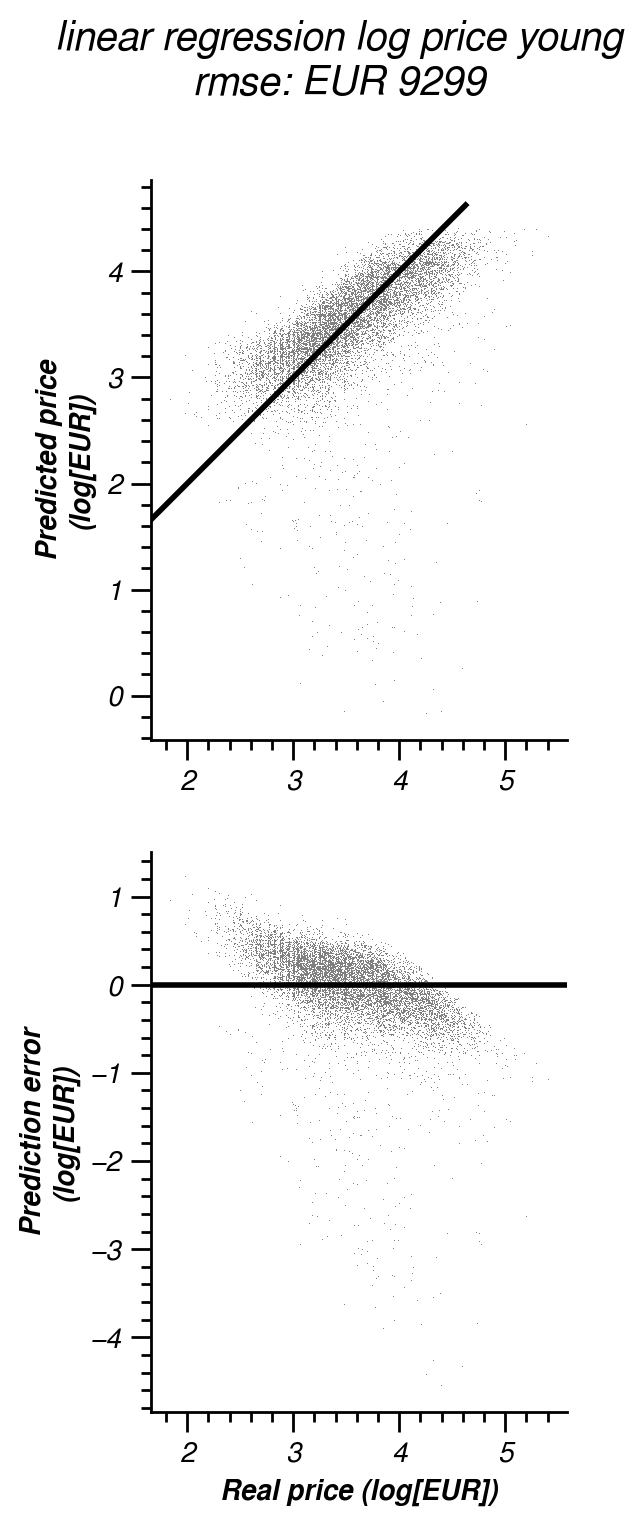 linear regression log price young
rmse: EUR 9299
4
3
2
1
0
Predicted price
(log[EUR])
2 3 4 5
1
0
−1
−2
−3
−4
Prediction error
(log[EUR])
2 3 4 5
Real price (log[EUR])